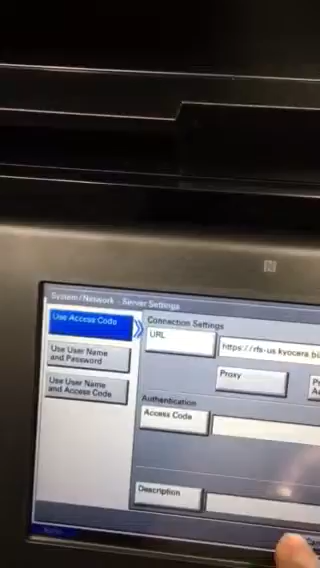 System/Network - Server Settings
Use Access Code
Use User Name
and Password
Use User Name
and Access Code
Connection Settings
URL
https://rfs-us.kyocera.bi
Proxy
Authentication
Access Code
Description